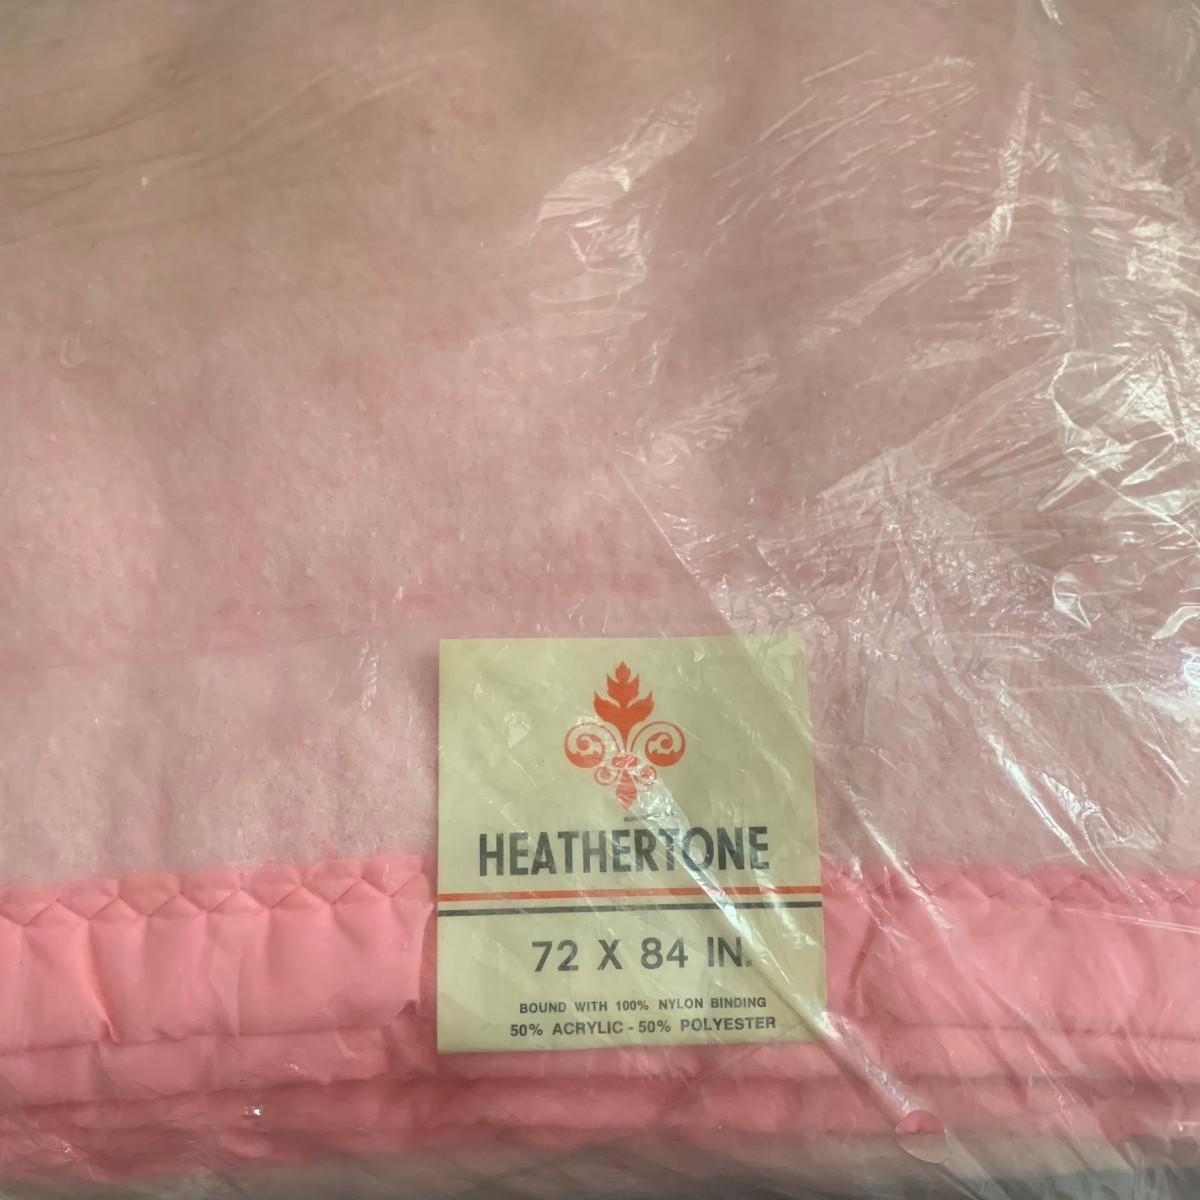 HEATHERTONE
72 X 84 IN.
BOUND WITH 100% NYLON BINDING
50% ACRYLIC - 50% POLYESTER